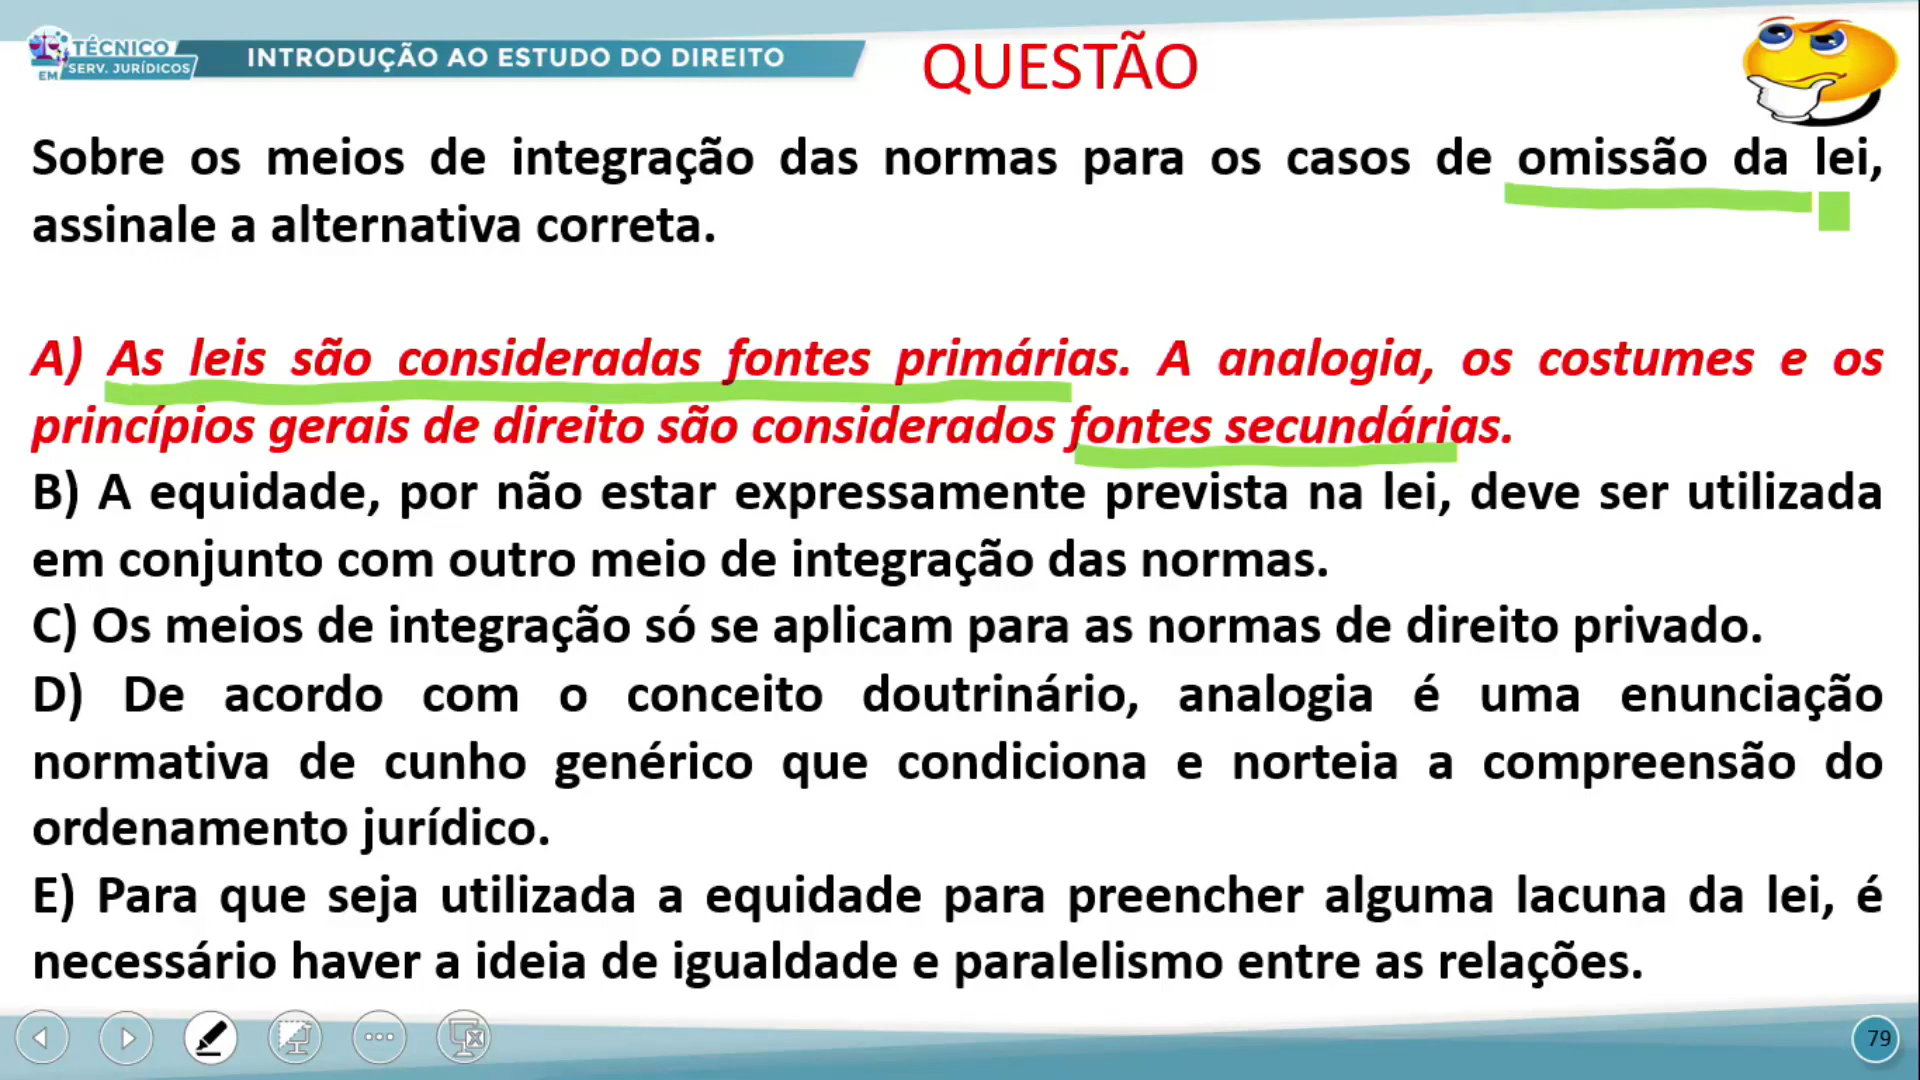 TÉCNICO
EM SERV. JURÍDICOS
INTRODUÇÃO AO ESTUDO DO DIREITO
QUESTÃO
Sobre os meios de integração das normas para os casos de omissão da lei,
assinale a alternativa correta.
A) As leis são consideradas fontes primárias. A analogia, os costumes e os
princípios gerais de direito são considerados fontes secundárias.
B) A equidade, por não estar expressamente prevista na lei, deve ser utilizada
em conjunto com outro meio de integração das normas.
C) Os meios de integração só se aplicam para as normas de direito privado.
D) De acordo com o conceito doutrinário, analogia é uma enunciação
normativa de cunho genérico que condiciona e norteia a compreensão do
ordenamento jurídico.
E) Para que seja utilizada a equidade para preencher alguma lacuna da lei, é
necessário haver a ideia de igualdade e paralelismo entre as relações.
79